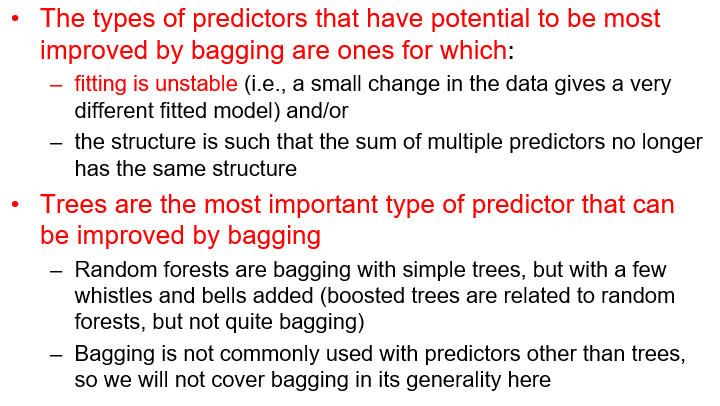 • The types of predictors that have potential to be most
improved by bagging are ones for which:
– fitting is unstable (i.e., a small change in the data gives a very
different fitted model) and/or
– the structure is such that the sum of multiple predictors no longer
has the same structure
• Trees are the most important type of predictor that can
be improved by bagging
– Random forests are bagging with simple trees, but with a few
whistles and bells added (boosted trees are related to random
forests, but not quite bagging)
– Bagging is not commonly used with predictors other than trees,
so we will not cover bagging in its generality here